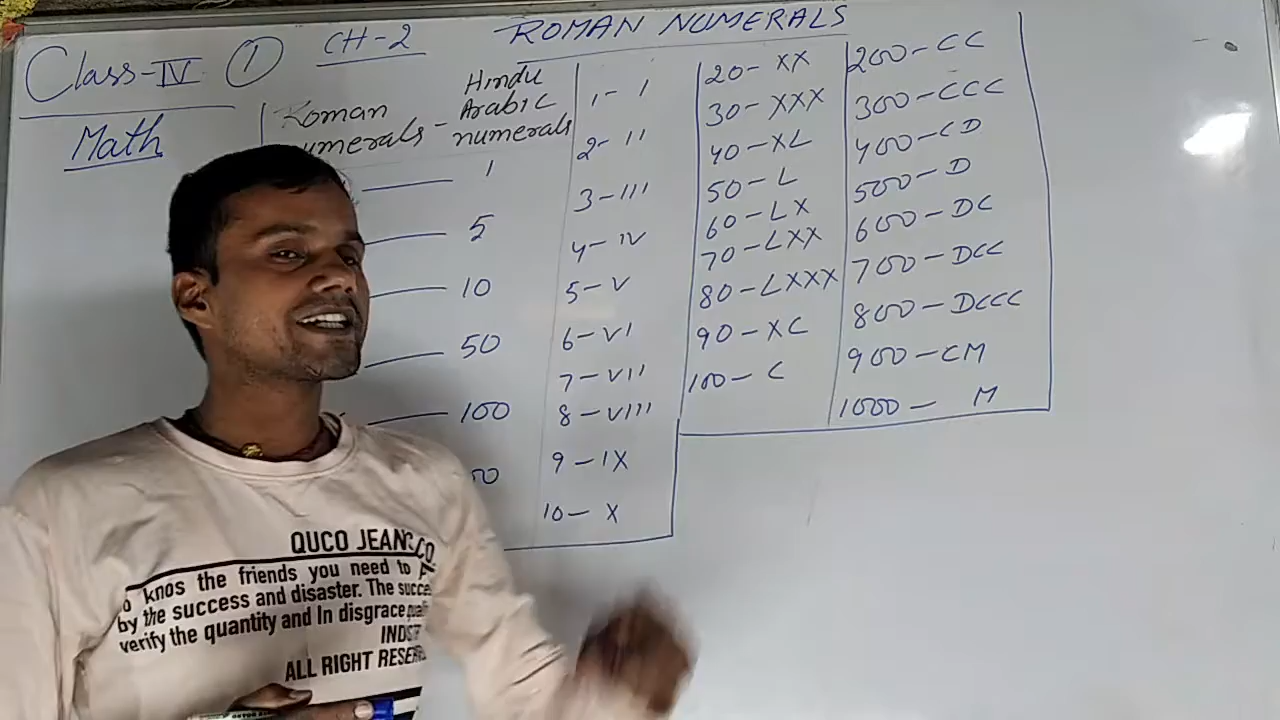 Class-IV ① CH-2 ROMAN NUMERALS
Math
Roman numerals - Hindu Arabic numerals
1
5
10
50
100
1- I
2- II
3- III
4- IV
5- V
6- VI
7- VII
8- VIII
9- IX
10- X
20- XX
30- XXX
40- XL
50- L
60- LX
70- LXX
80- LXXX
90- XC
100- C
200- CC
300- CCC
400- CD
500- D
600- DC
700- DCC
800- DCCC
900- CM
1000- M
QUCO JEANS.CO
knos the friends you need to
by the success and disaster. The
verify the quantity and In disgrace
ALL RIGHT